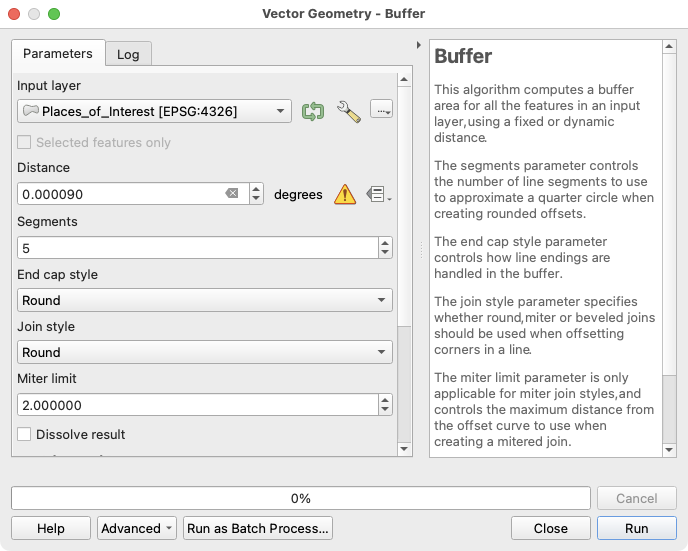 Vector Geometry - Buffer
Parameters
Log
Input layer
Places_of_Interest [EPSG:4326]
...
Selected features only
Distance
0.000090
degrees
Segments
5
End cap style
Round
Join style
Round
Miter limit
2.000000
Dissolve result
Buffer
This algorithm computes a buffer
area for all the features in an input
layer,using a fixed or dynamic
distance.
The segments parameter controls
the number of line segments to use
to approximate a quarter circle when
creating rounded offsets.
The end cap style parameter
controls how line endings are
handled in the buffer.
The join style parameter specifies
whether round,miter or beveled joins
should be used when offsetting
corners in a line.
The miter limit parameter is only
applicable for miter join styles,and
controls the maximum distance from
the offset curve to use when
creating a mitered join.
0%
Cancel
Help
Advanced
Run as Batch Process...
Close
Run